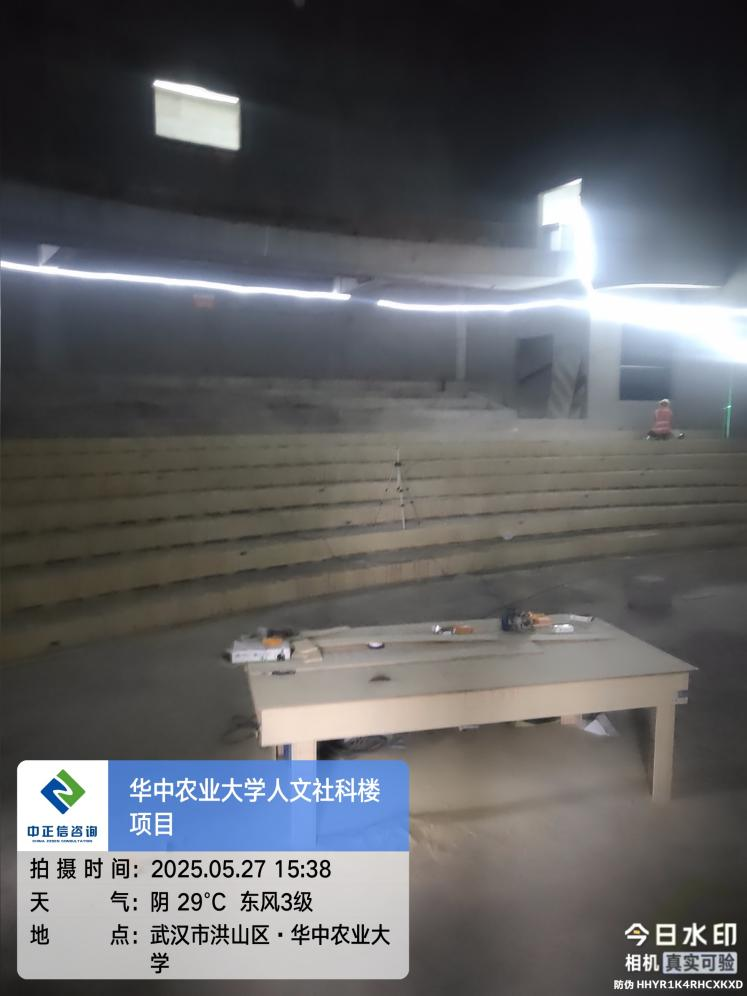 中正信咨询
CHINA ZOSEN CONSULTATION
华中农业大学人文社科楼
项目
拍摄时间：2025.05.27 15:38
天气：阴 29℃ 东风3级
地点：武汉市洪山区·华中农业大
学
今日水印
相机 真实可验
防伪 HHYR1K4RHCXKXD